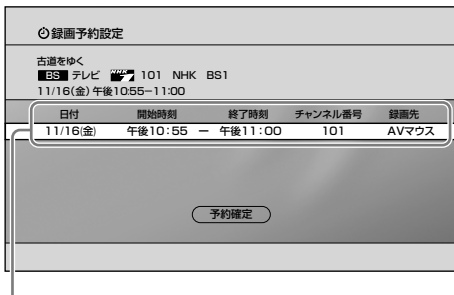 録画予約設定
古道をゆく
BS テレビ NHK 101 NHK BS1
11/16(金)午後10:55−11:00
日付 開始時刻 終了時刻 チャンネル番号 録画先
11/16(金) 午後10:55 − 午後11:00 101 AVマウス
予約確定